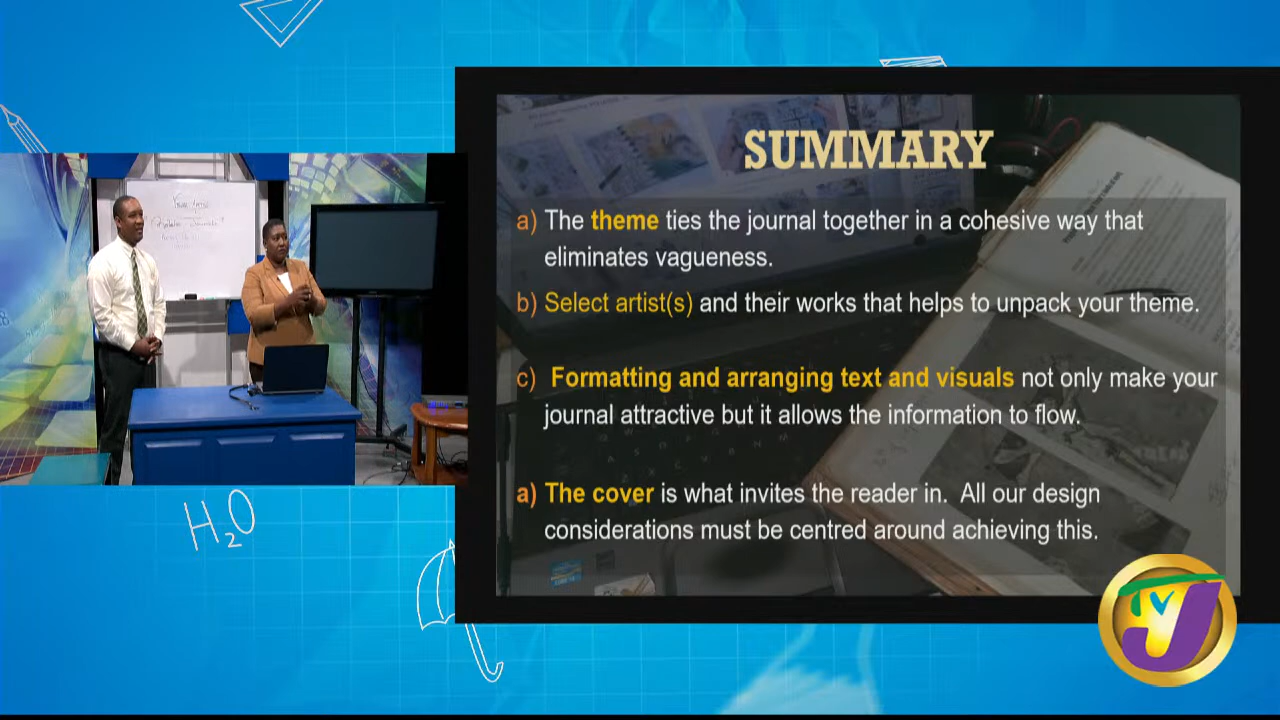 SUMMARY
a) The theme ties the journal together in a cohesive way that
eliminates vagueness.
b) Select artist(s) and their works that helps to unpack your theme.
c) Formatting and arranging text and visuals not only make your
journal attractive but it allows the information to flow.
a) The cover is what invites the reader in. All our design
considerations must be centred around achieving this.
Visual Arts
H₂O
TVJ